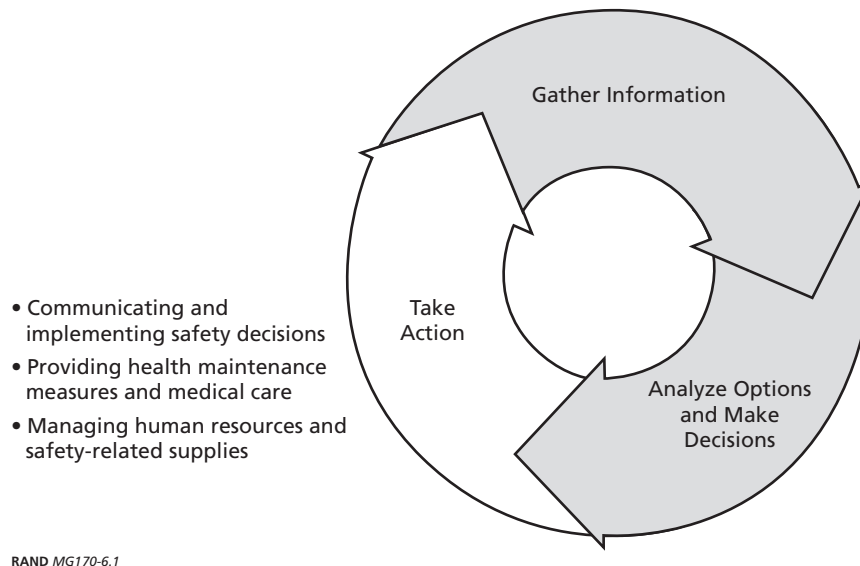 Gather Information
Take
Action
• Communicating and
implementing safety decisions
• Providing health maintenance
measures and medical care
• Managing human resources and
safety-related supplies
Analyze Options
and Make
Decisions
RAND MG170-6.1